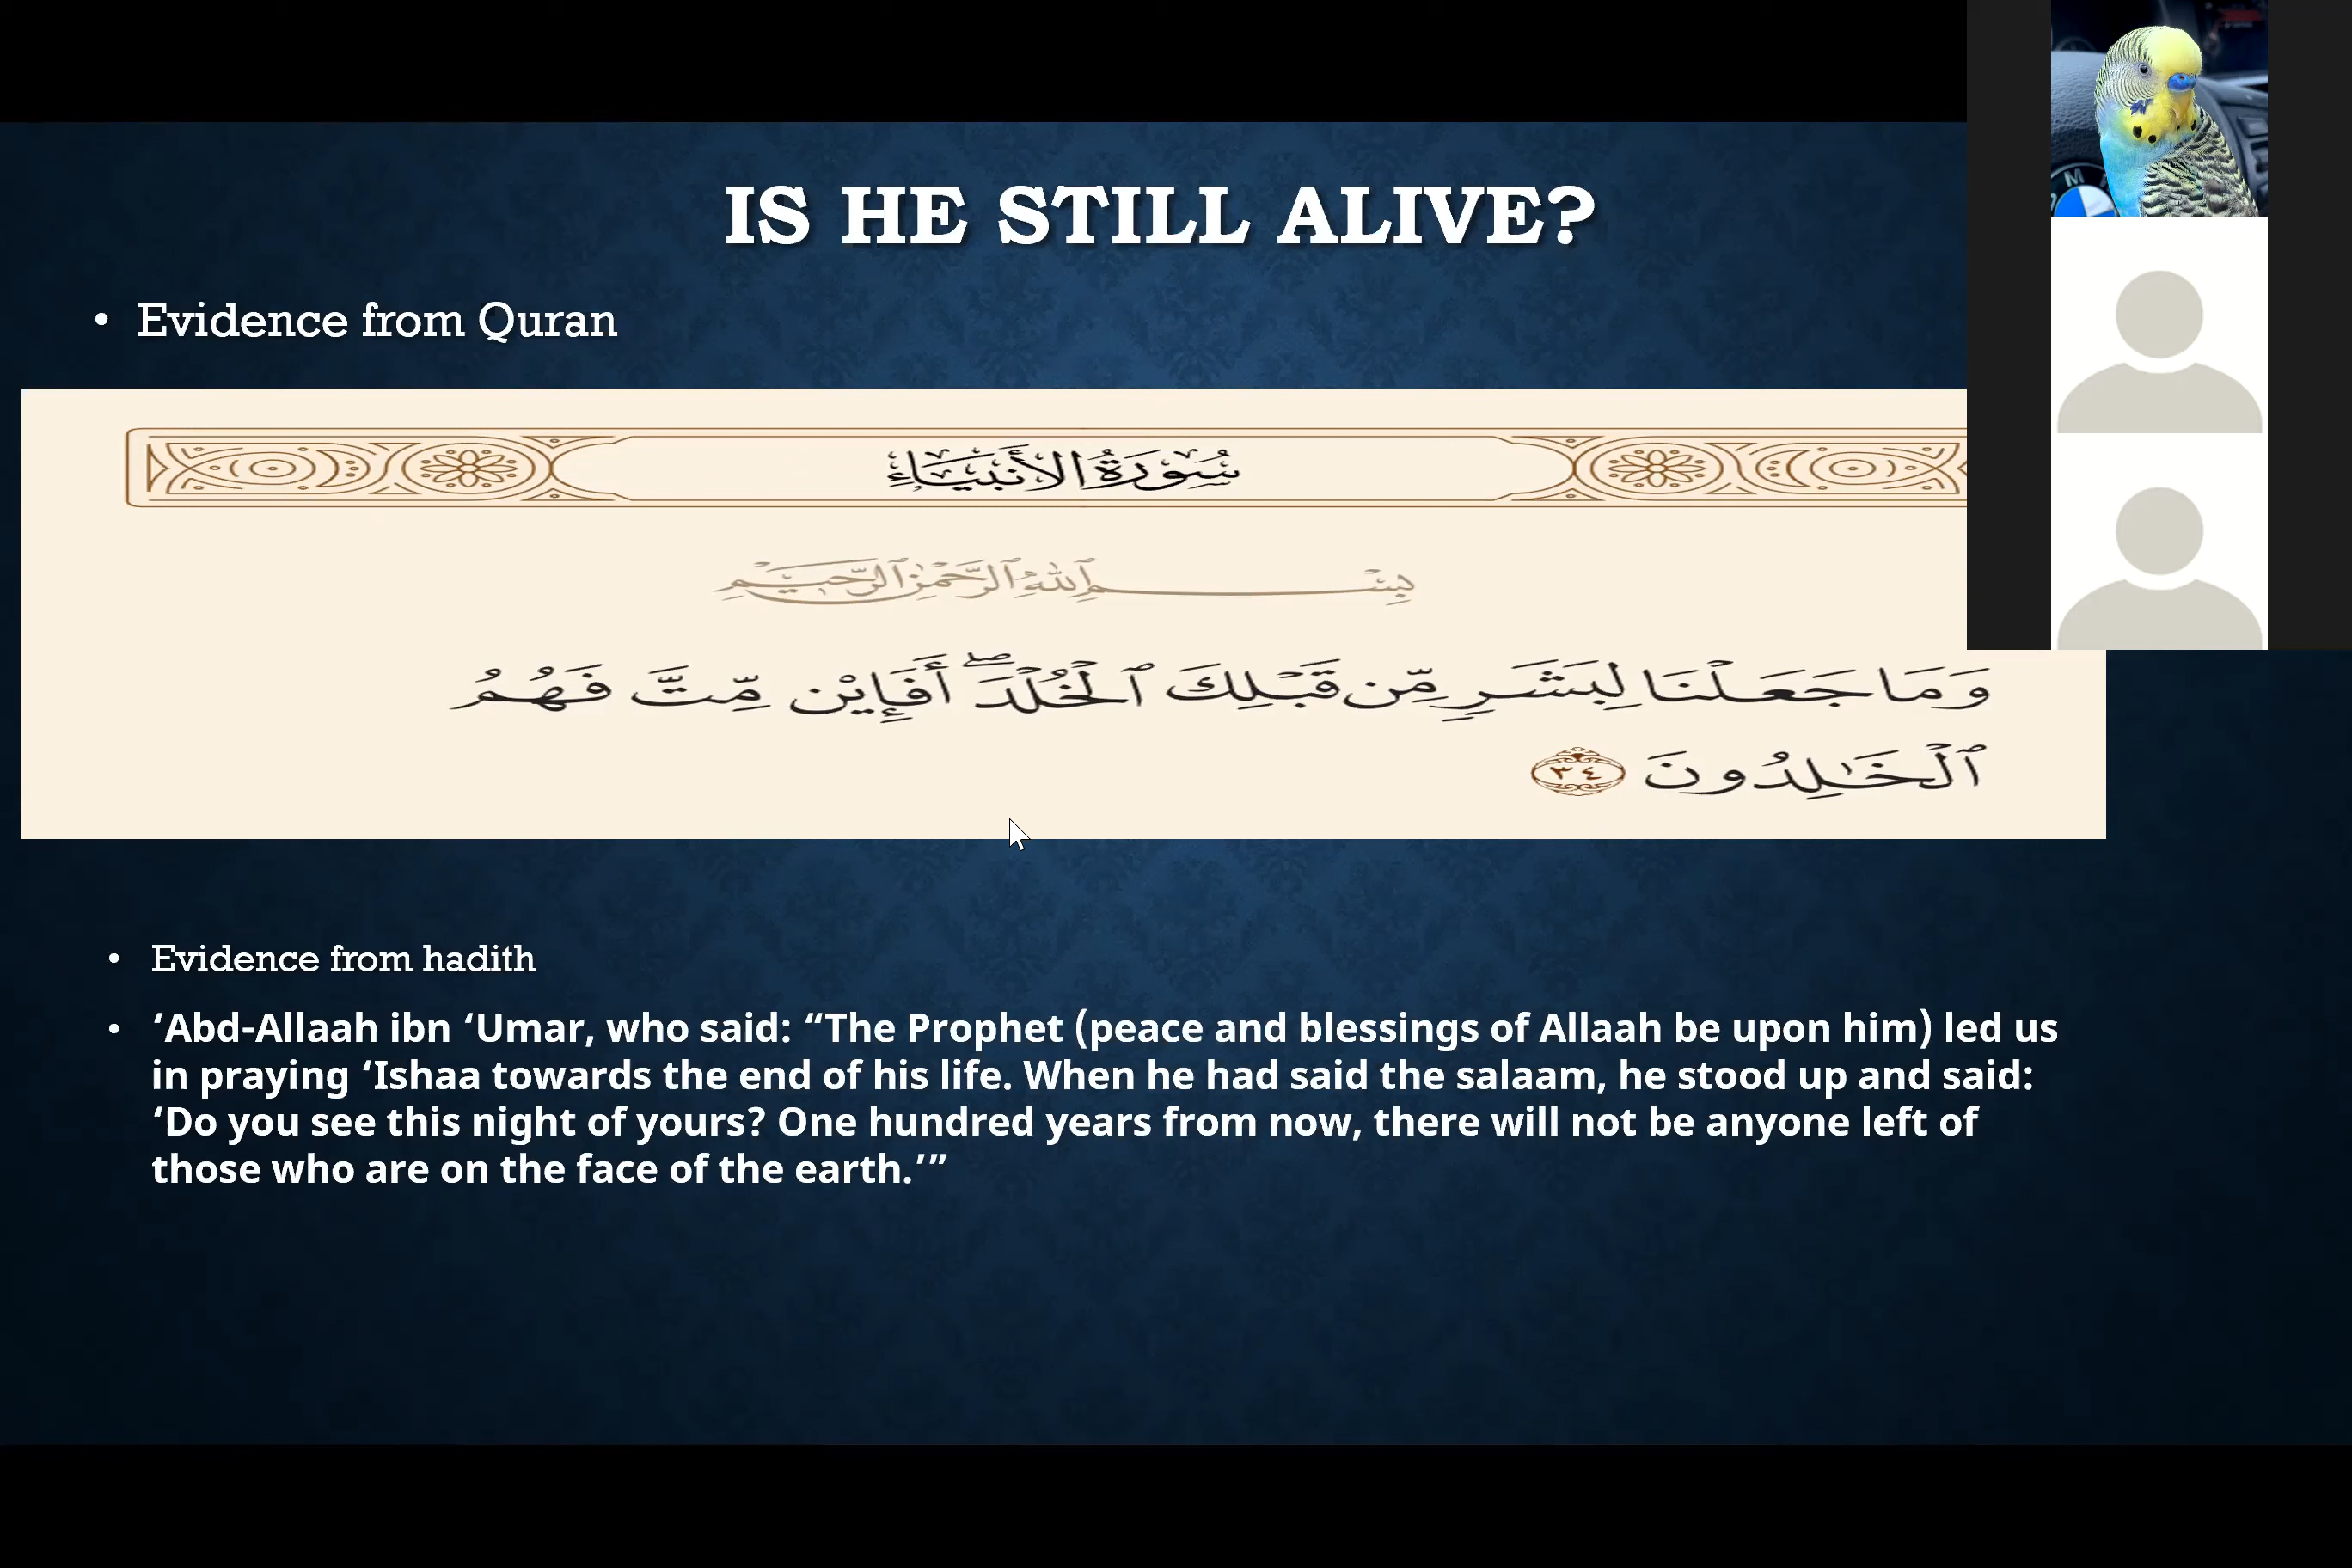 IS HE STILL ALIVE?
• Evidence from Quran
سُورَةُ الأَنبِيَاءِ
بِسْمِ ٱللَّهِ ٱلرَّحْمَٰنِ ٱلرَّحِيمِ
وَمَا جَعَلْنَا لِبَشَرٍ مِّن قَبْلِكَ ٱلْخُلْدَ ۖ أَفَإِي۟ن مِّتَّ فَهُمُ
ٱلْخَٰلِدُونَ ٣٤
• Evidence from hadith
• ‘Abd-Allaah ibn ‘Umar, who said: “The Prophet (peace and blessings of Allaah be upon him) led us
in praying ‘Ishaa towards the end of his life. When he had said the salaam, he stood up and said:
‘Do you see this night of yours? One hundred years from now, there will not be anyone left of
those who are on the face of the earth.’”
M